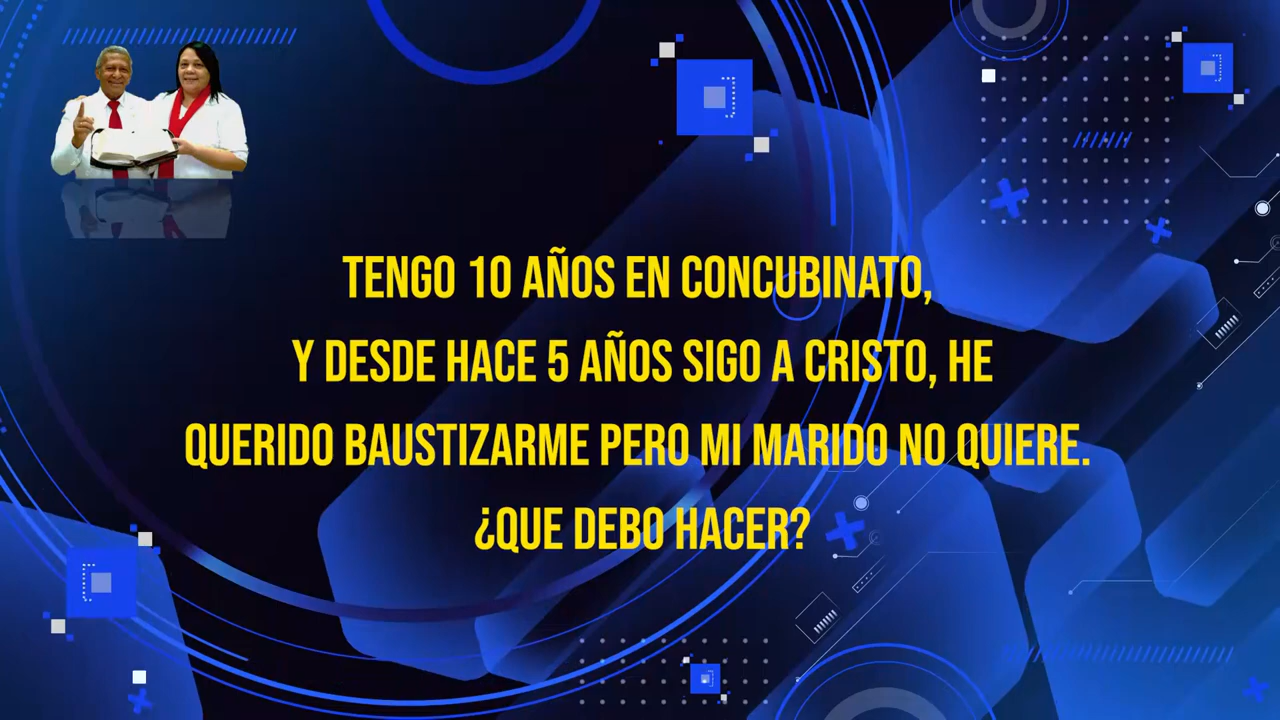 TENGO 10 AÑOS EN CONCUBINATO,
Y DESDE HACE 5 AÑOS SIGO A CRISTO, HE
QUERIDO BAUSTIZARME PERO MI MARIDO NO QUIERE.
¿QUE DEBO HACER?